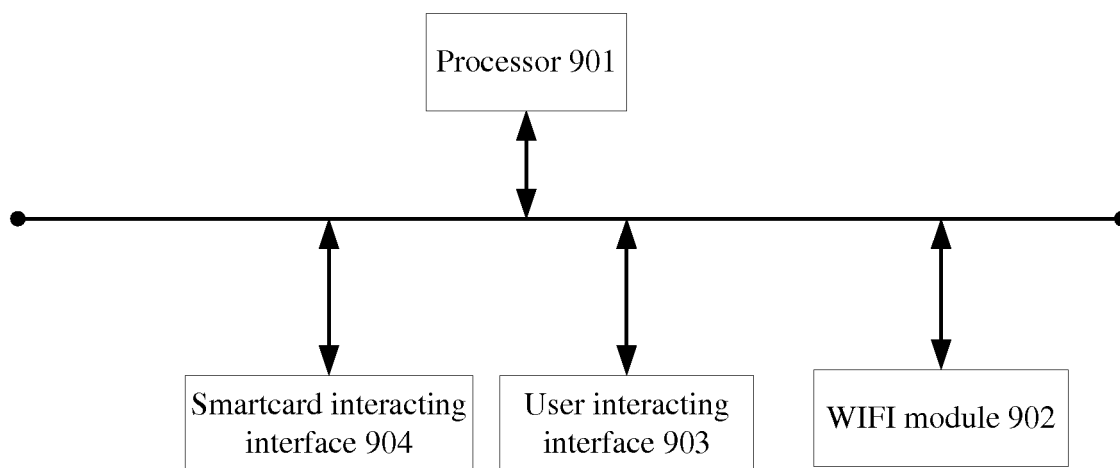 Processor 901
Smartcard interacting
interface 904
User interacting
interface 903
WIFI module 902